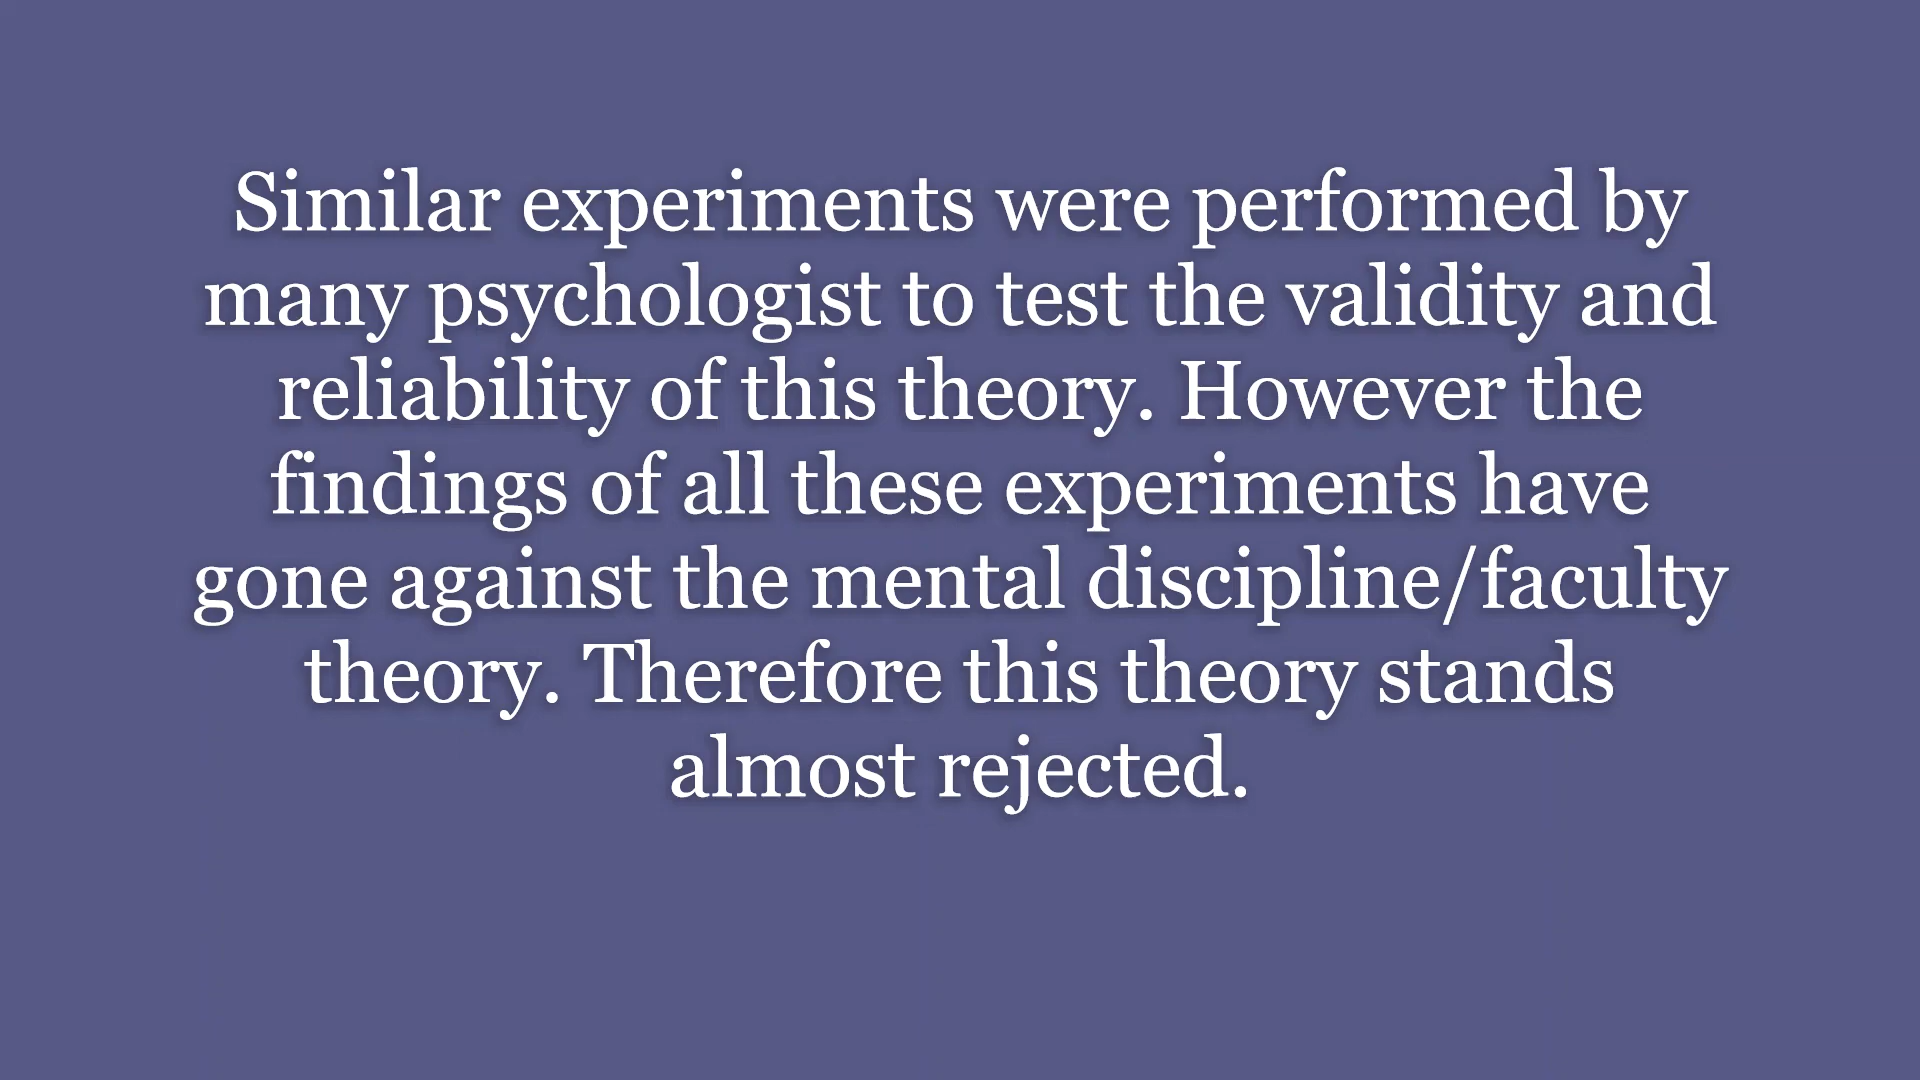 Similar experiments were performed by
many psychologist to test the validity and
reliability of this theory. However the
findings of all these experiments have
gone against the mental discipline/faculty
theory. Therefore this theory stands
almost rejected.